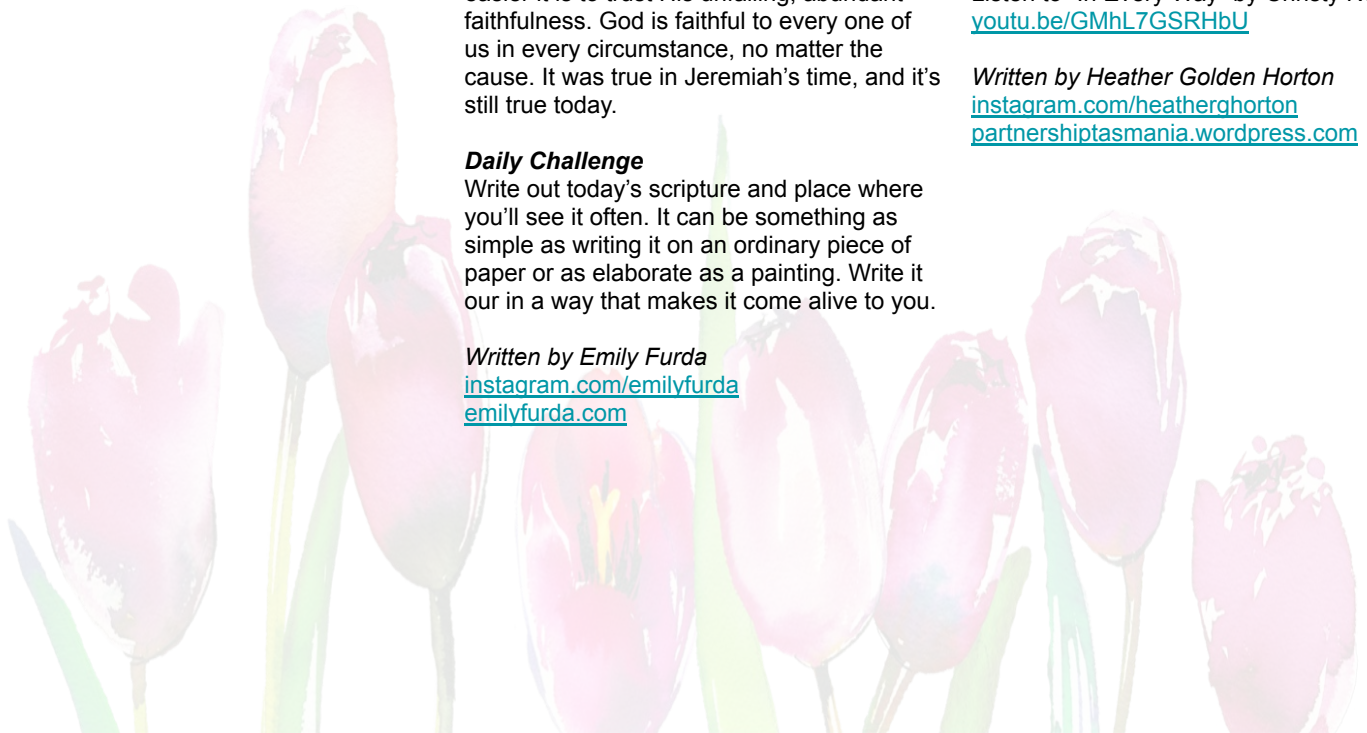 faithfulness. God is faithful to every one of
us in every circumstance, no matter the
cause. It was true in Jeremiah's time, and it's
still true today.
Daily Challenge
Write out today's scripture and place where
you'll see it often. It can be something as
simple as writing it on an ordinary piece of
paper or as elaborate as a painting. Write it
our in a way that makes it come alive to you.
Written by Emily Furda
instagram.com/emilyfurda
emilyfurda.com
youtu.be/GMhL7GSRHbU
Written by Heather Golden Horton
instagram.com/heatherghorton
partnershiptasmania.wordpress.com